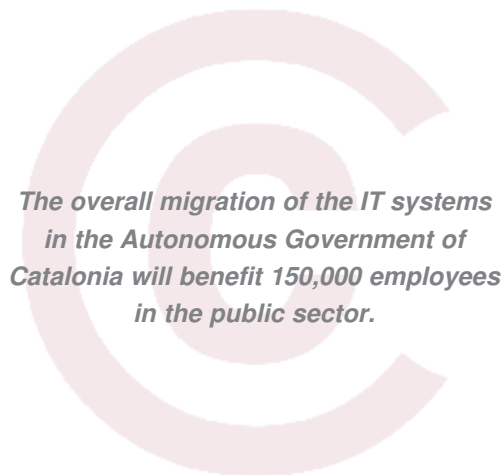 The overall migration of the IT systems
in the Autonomous Government of
Catalonia will benefit 150,000 employees
in the public sector.